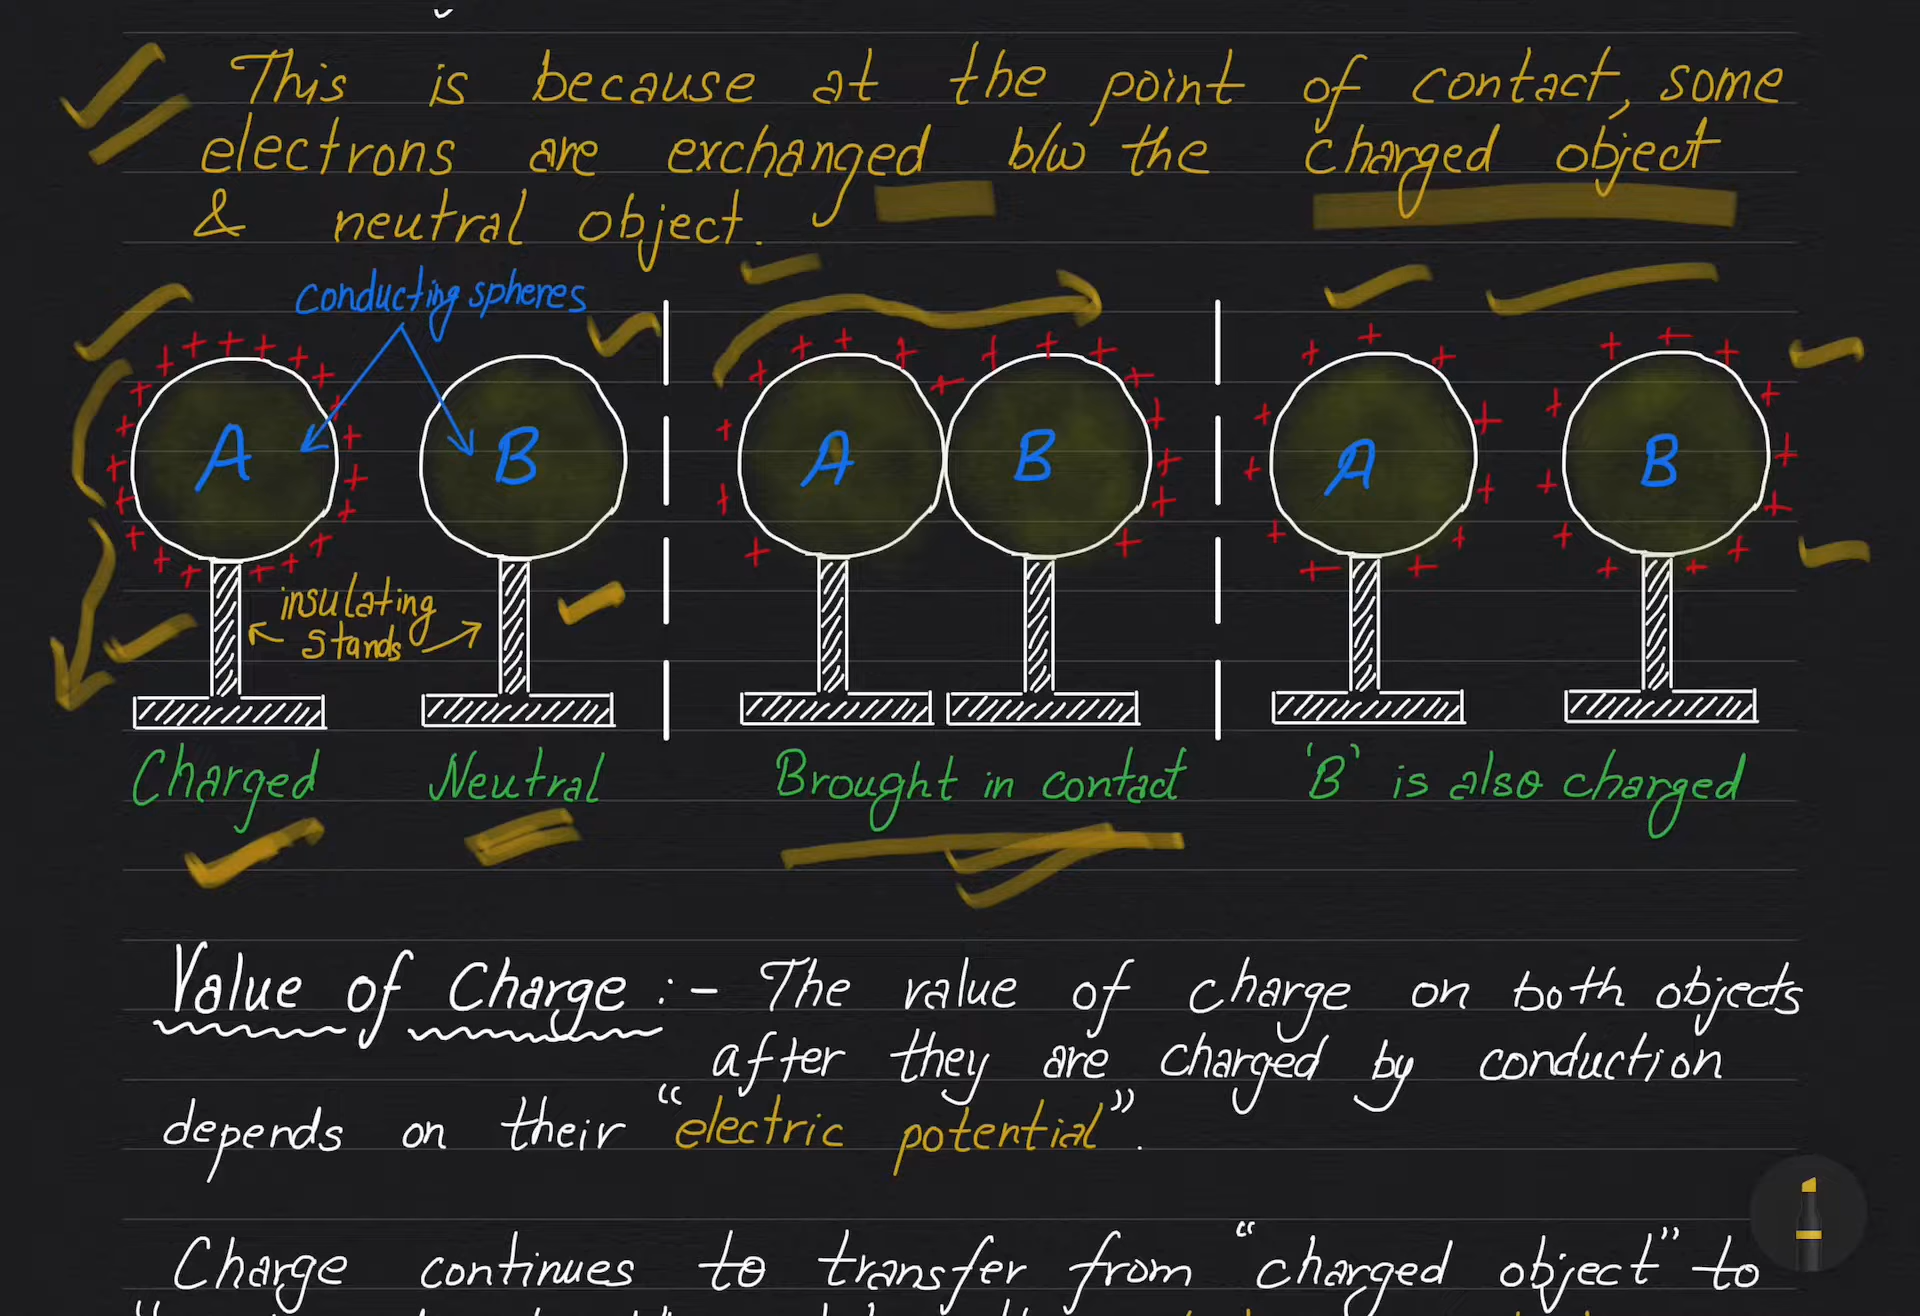 This is because at the point of contact, some
electrons are exchanged b/w the charged object
& neutral object.
conducting spheres
A
B
A
B
A
B
insulating
stands
Charged
Neutral
Brought in contact
'B' is also charged
Value of Charge :- The value of charge on both objects
after they are charged by conduction
depends on their "electric potential".
Charge continues to transfer from "charged object" to